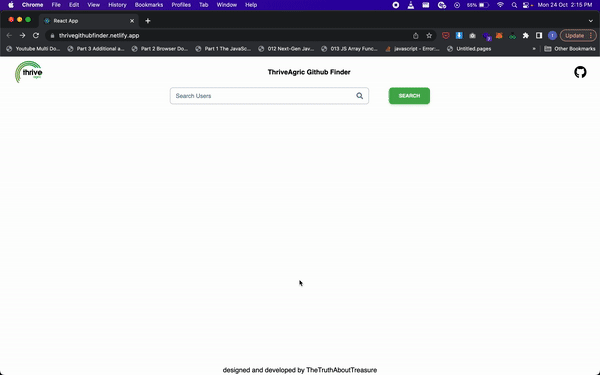 Chrome File Edit View History Bookmarks Profiles Tab Window Help 55% Mon 24 Oct 2:15 PM
React App
thrivegithubfinder.netlify.app Update
Youtube Multi Do... Part 3 Additional a... Part 2 Browser Do... Part 1 The JavaSc... 012 Next-Gen Jav... 013 JS Array Func... javascript - Error:... Untitled.pages » Other Bookmarks
thrive
agric
ThriveAgric Github Finder
Search Users SEARCH
designed and developed by TheTruthAboutTreasure